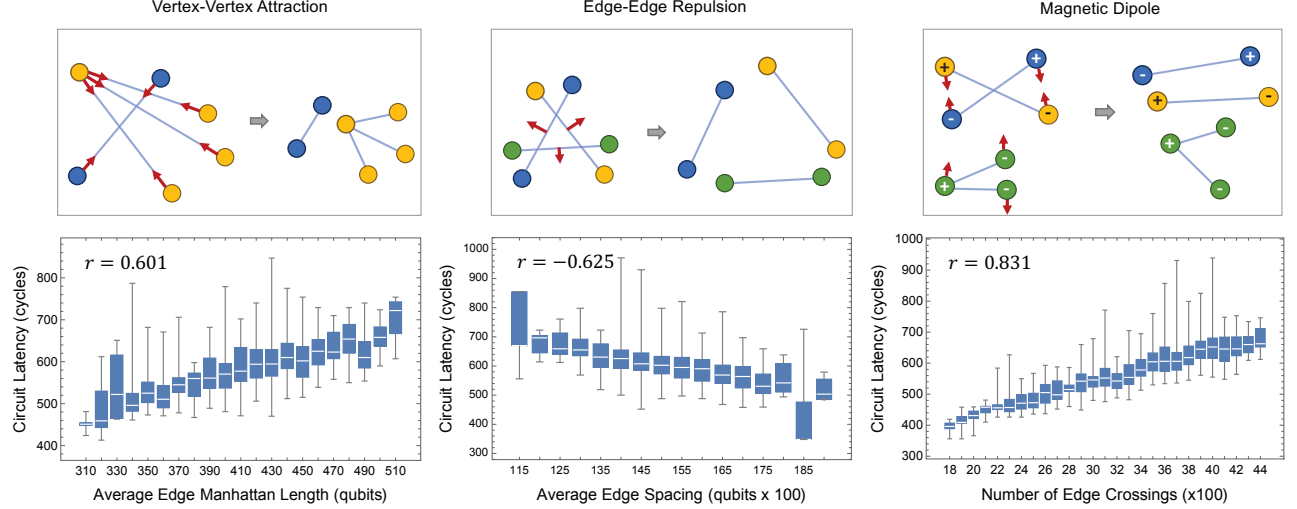 Vertex-Vertex Attraction
Edge-Edge Repulsion
Magnetic Dipole
+ + - -
- + + -
- + - + - -
r = 0.601
Circuit Latency (cycles)
800
700
600
500
400
310 330 350 370 390 410 430 450 470 490 510
Average Edge Manhattan Length (qubits)
r = −0.625
Circuit Latency (cycles)
1000
900
800
700
600
500
400
300
115 125 135 145 155 165 175 185
Average Edge Spacing (qubits x 100)
r = 0.831
Circuit Latency (cycles)
1000
900
800
700
600
500
400
300
18 20 22 24 26 28 30 32 34 36 38 40 42 44
Number of Edge Crossings (x100)